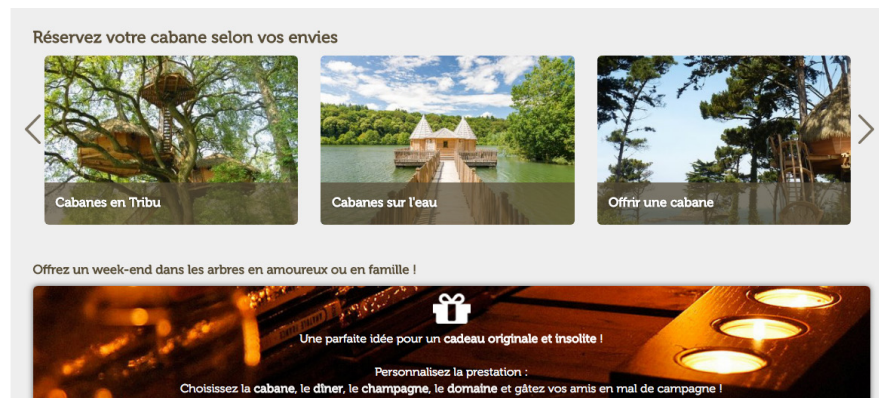 Réservez votre cabane selon vos envies
Cabanes en Tribu
Cabanes sur l'eau
Offrir une cabane
Offrez un week-end dans les arbres en amoureux ou en famille !
Une parfaite idée pour un cadeau originale et insolite !
Personnalisez la prestation :
Choisissez la cabane, le dîner, le champagne, le domaine et gâtez vos amis en mal de campagne !